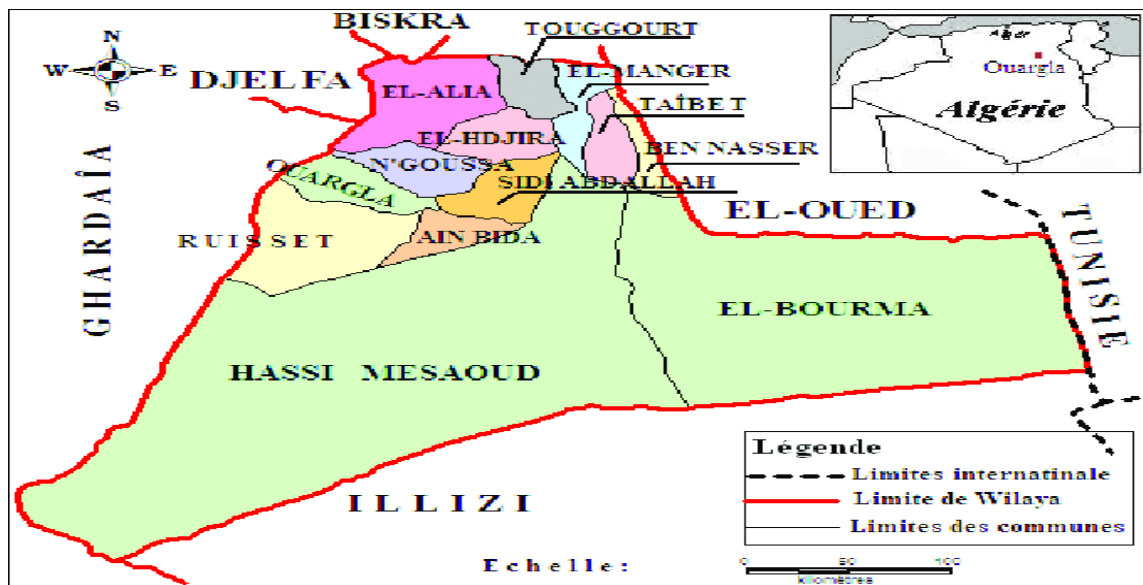 BISKRA
TOUGGOURT
N
W E
S
DJELFA
EL-ALIA
EL-MANGER
TAÎBET
EL-HDJIRA
BEN NASSER
N'GOUSSA
OUARGLA
SIDI ABDALLAH
EL-OUED
RUISSET
AIN BIDA
GHARDAÎA
TUNISIE
EL-BOURMA
HASSI MESAOUD
ILLIZI
Alger
Ouargla
Algérie
Légende
Limites internatinale
Limite de Wilaya
Limites des communes
Echelle:
0 50 100
kilomètres